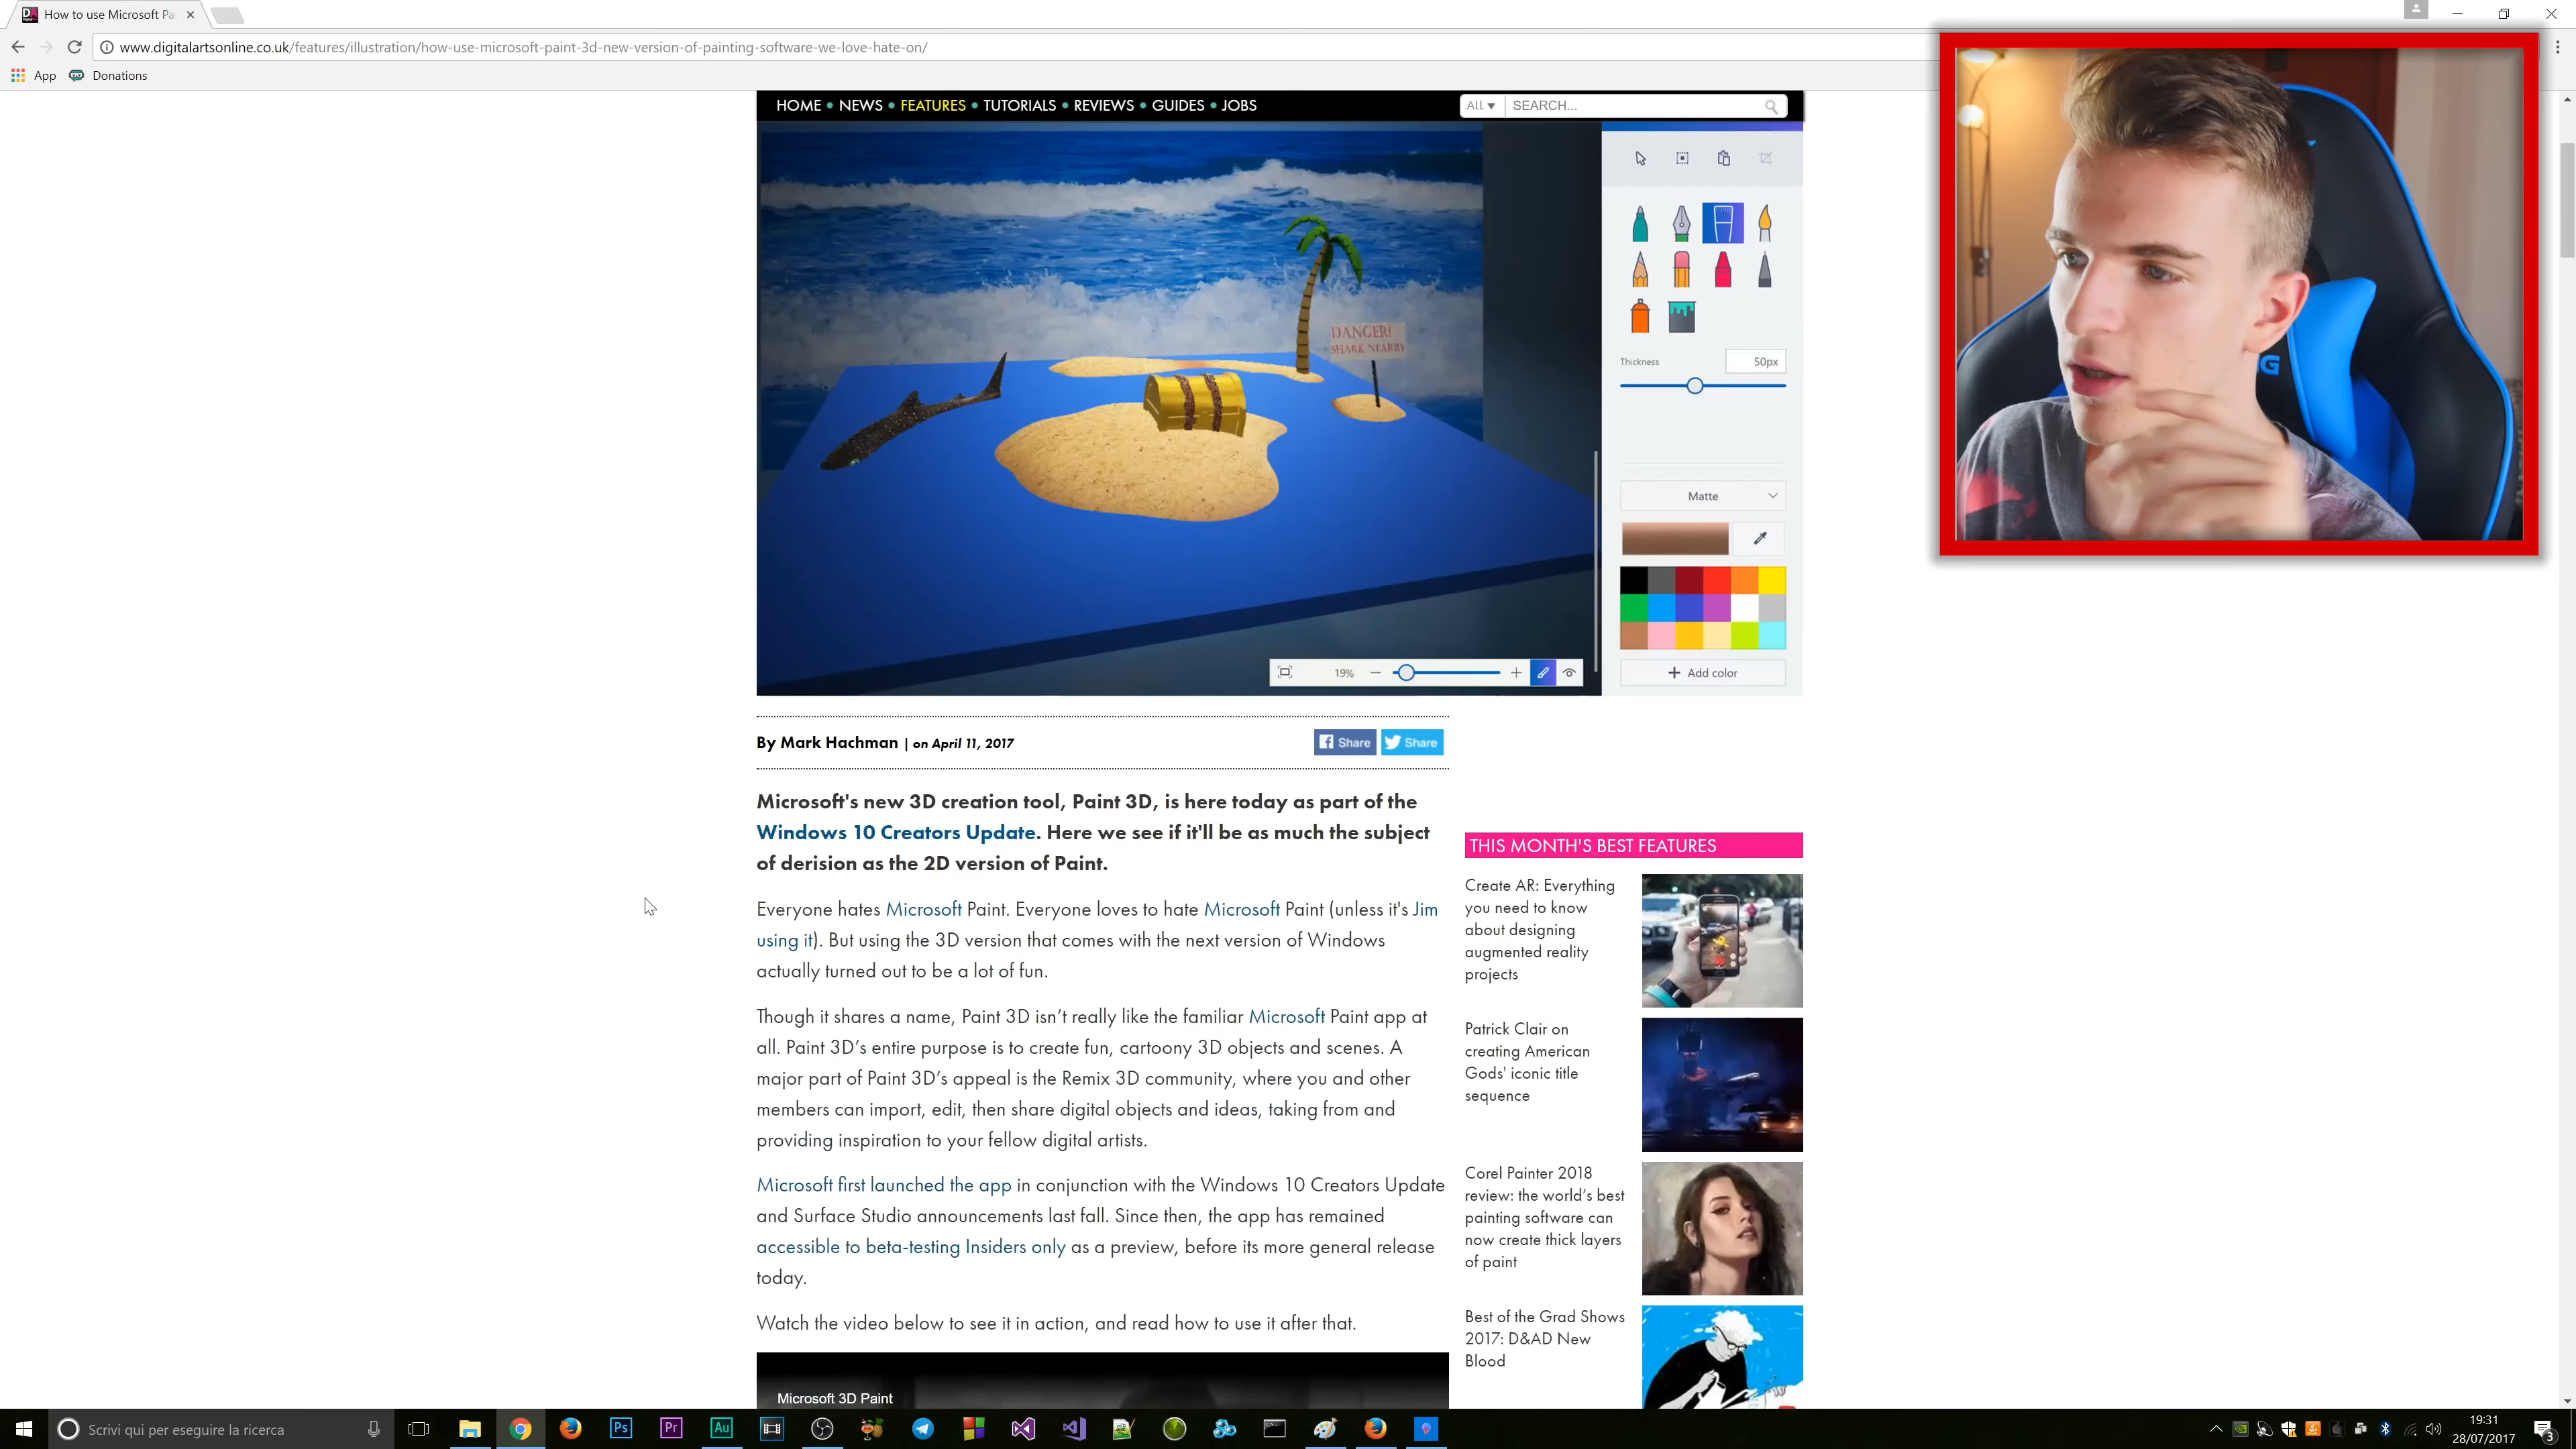 How to use Microsoft Pa
www.digitalartsonline.co.uk/features/illustration/how-use-microsoft-paint-3d-new-version-of-painting-software-we-love-hate-on/
App Donations
HOME • NEWS • FEATURES • TUTORIALS • REVIEWS • GUIDES • JOBS
All SEARCH...
DANGER!
SHARK NEARBY
Thickness 50px
Matte
19%
Add color
By Mark Hachman | on April 11, 2017
Share Share
Microsoft's new 3D creation tool, Paint 3D, is here today as part of the
Windows 10 Creators Update. Here we see if it'll be as much the subject
of derision as the 2D version of Paint.
Everyone hates Microsoft Paint. Everyone loves to hate Microsoft Paint (unless it's Jim
using it). But using the 3D version that comes with the next version of Windows
actually turned out to be a lot of fun.
Though it shares a name, Paint 3D isn't really like the familiar Microsoft Paint app at
all. Paint 3D's entire purpose is to create fun, cartoony 3D objects and scenes. A
major part of Paint 3D's appeal is the Remix 3D community, where you and other
members can import, edit, then share digital objects and ideas, taking from and
providing inspiration to your fellow digital artists.
Microsoft first launched the app in conjunction with the Windows 10 Creators Update
and Surface Studio announcements last fall. Since then, the app has remained
accessible to beta-testing Insiders only as a preview, before its more general release
today.
Watch the video below to see it in action, and read how to use it after that.
Microsoft 3D Paint
THIS MONTH'S BEST FEATURES
Create AR: Everything
you need to know
about designing
augmented reality
projects
Patrick Clair on
creating American
Gods' iconic title
sequence
Corel Painter 2018
review: the world's best
painting software can
now create thick layers
of paint
Best of the Grad Shows
2017: D&AD New
Blood
Scrivi qui per eseguire la ricerca
Ps
Pr
Au
19:31
28/07/2017
3